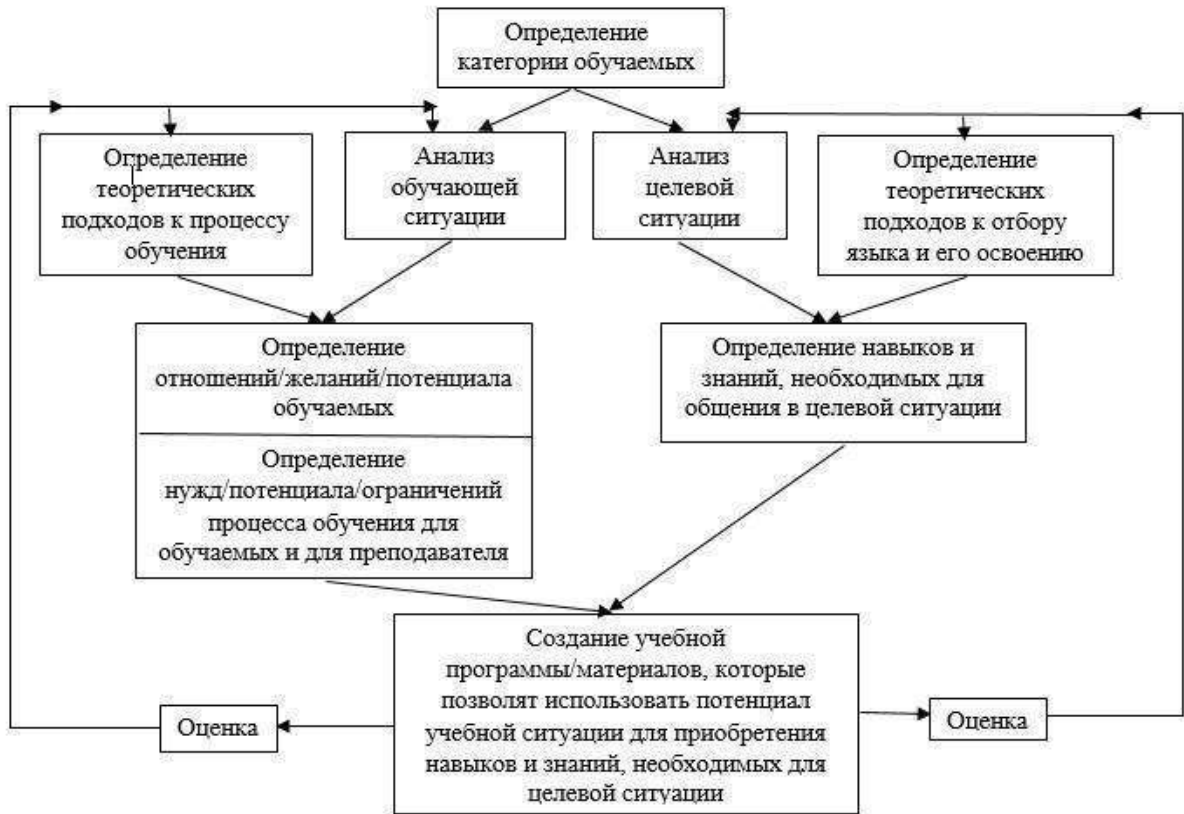 Определение
категории обучаемых
Определение
теоретических
подходов к процессу
обучения
Анализ
обучающей
ситуации
Анализ
целевой
ситуации
Определение
теоретических
подходов к отбору
языка и его освоению
Определение
отношений/желаний/потенциала
обучаемых
Определение
нужд/потенциала/ограничений
процесса обучения для
обучаемых и для преподавателя
Определение навыков и
знаний, необходимых для
общения в целевой ситуации
Создание учебной
программы/материалов, которые
позволят использовать потенциал
учебной ситуации для приобретения
навыков и знаний, необходимых для
целевой ситуации
Оценка
Оценка